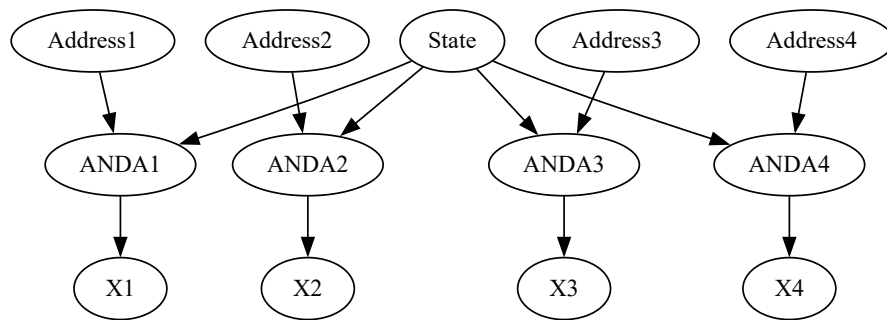 Address1 Address2 State Address3 Address4
ANDA1 ANDA2 ANDA3 ANDA4
X1 X2 X3 X4